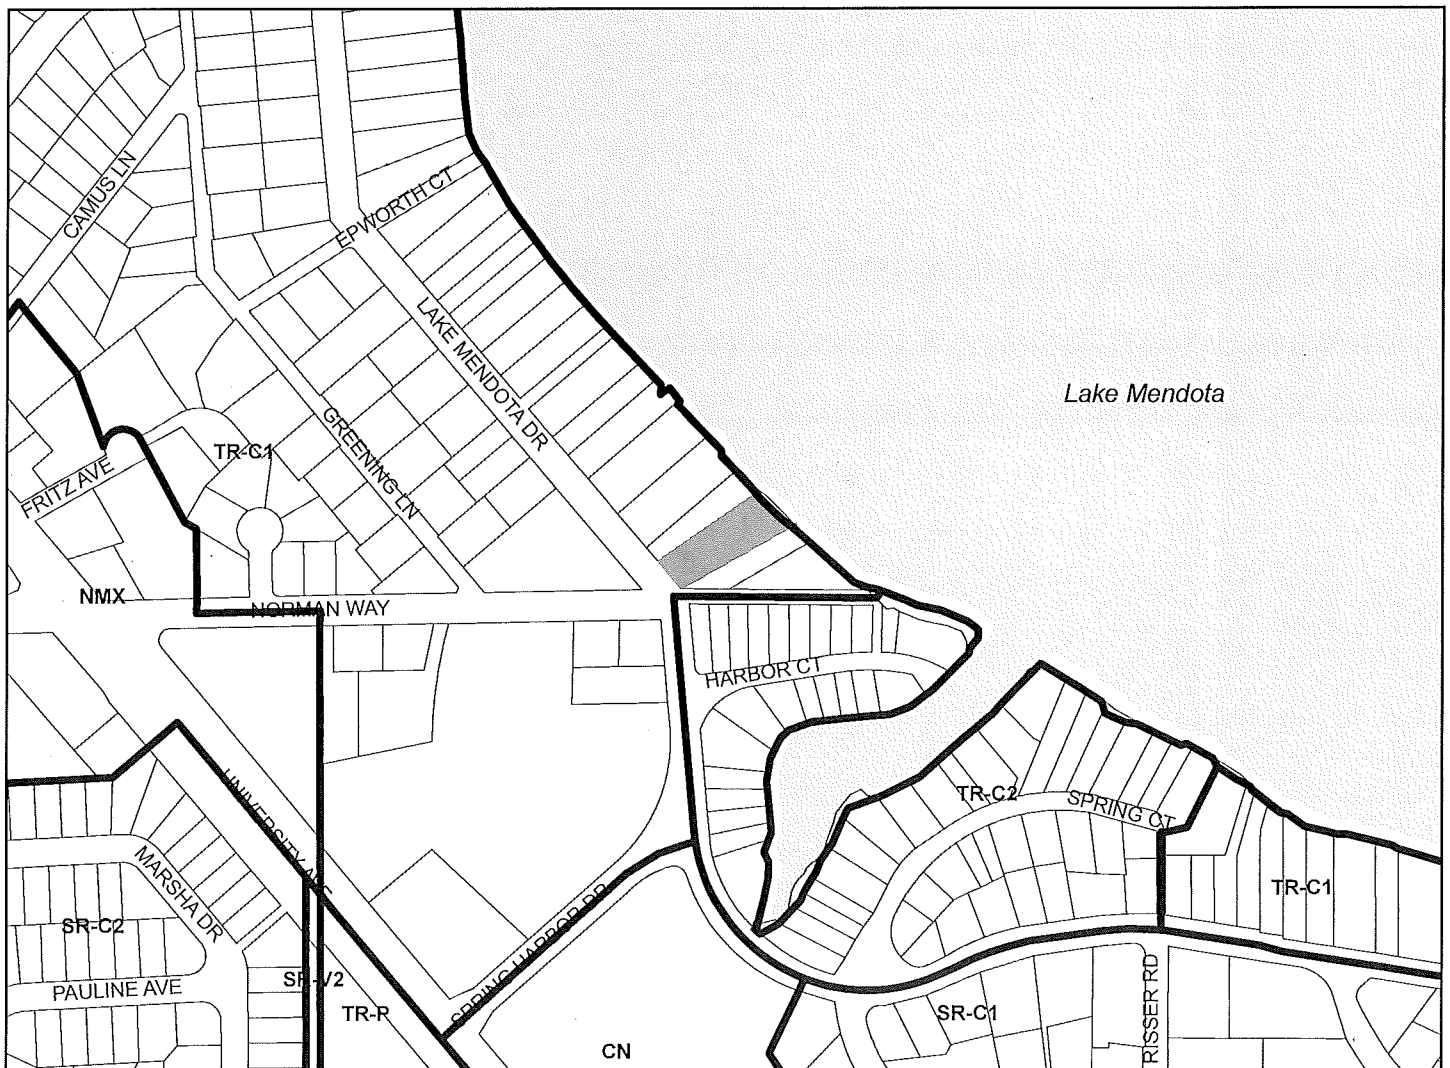 CAMUS LN
EPWORTH CT
LAKE MENDOTA DR
Lake Mendota
GREENING LN
TR-C1
FRITZ AVE
NMX
NORMAN WAY
HARBOR CT
TR-C2
SPRING CT
UNIVERSITY AVE
MARSHA DR
TR-C1
SPRING HARBOR DR
SR-C2
SR-V2
PAULINE AVE
TR-P
SR-C1
RISSER RD
CN